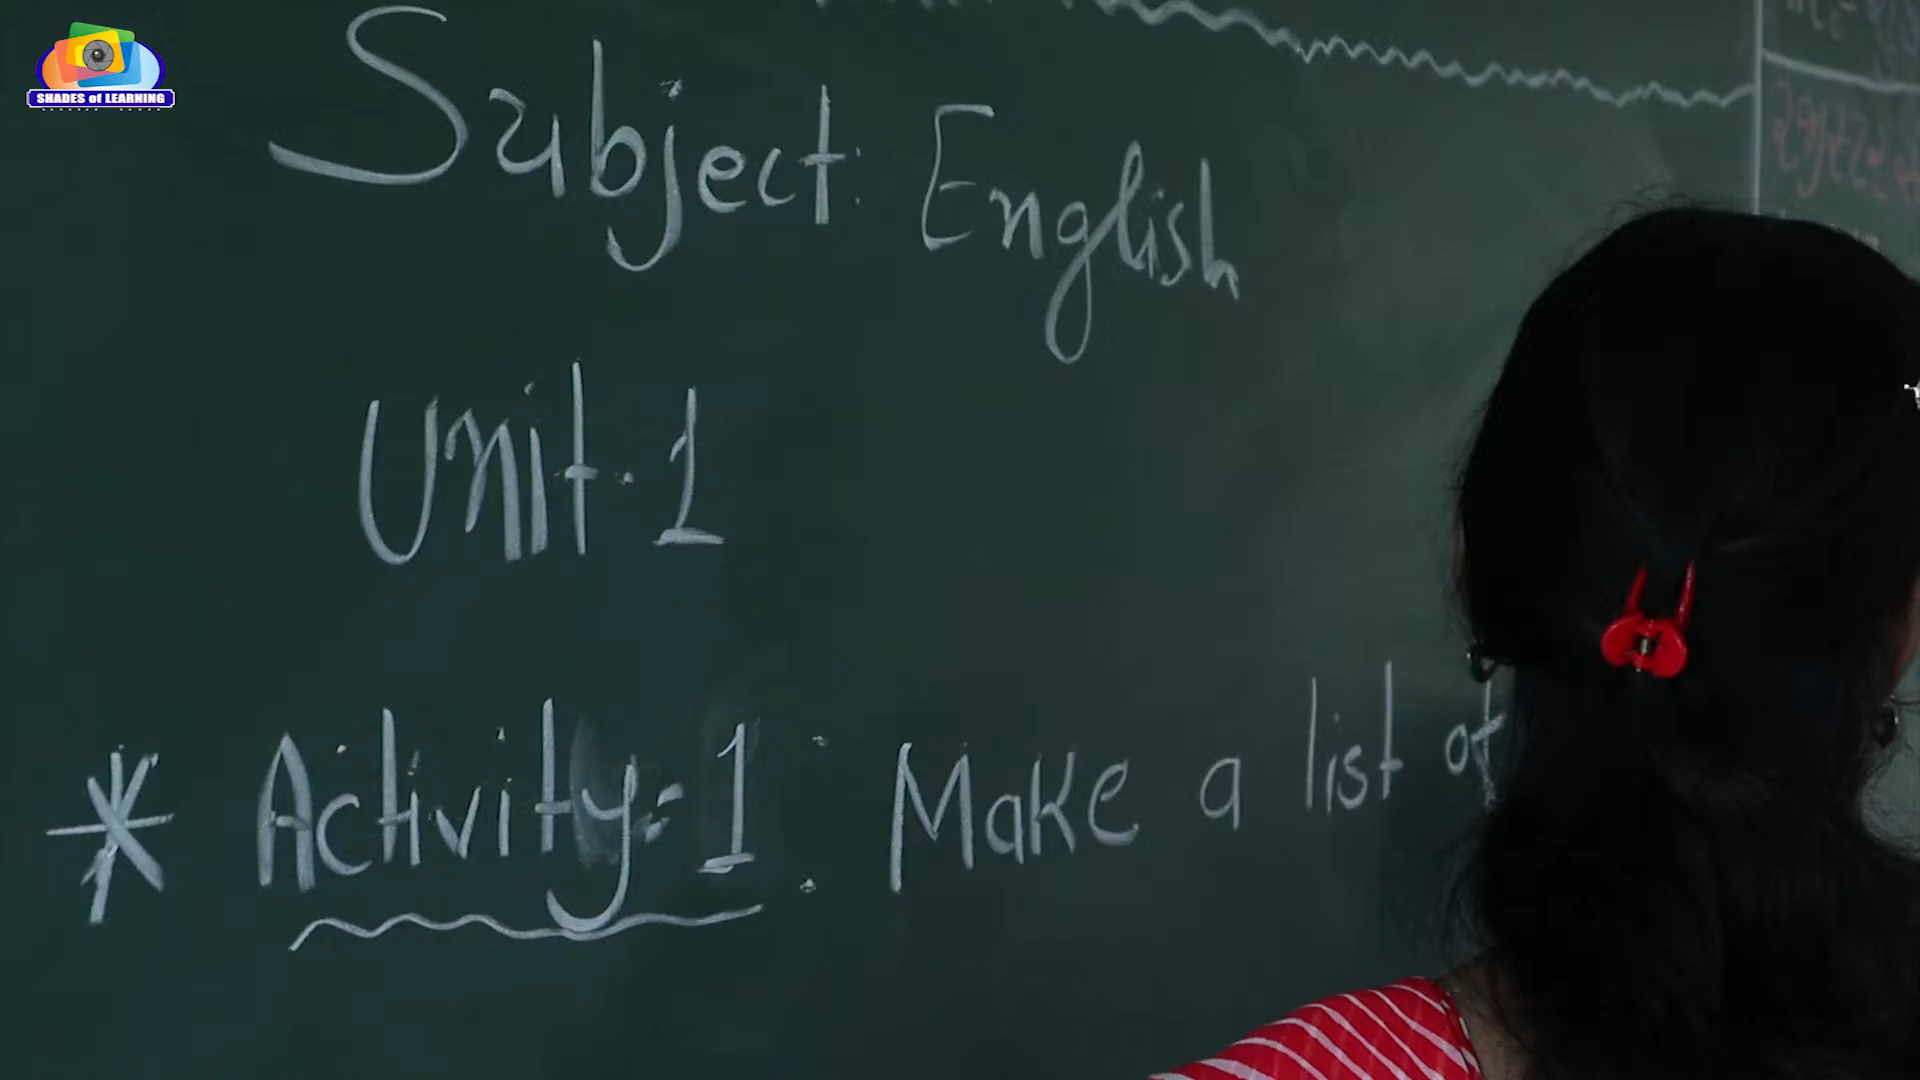 SHADES of LEARNING
Subject: English
Unit-1
* Activity=1: Make a list of